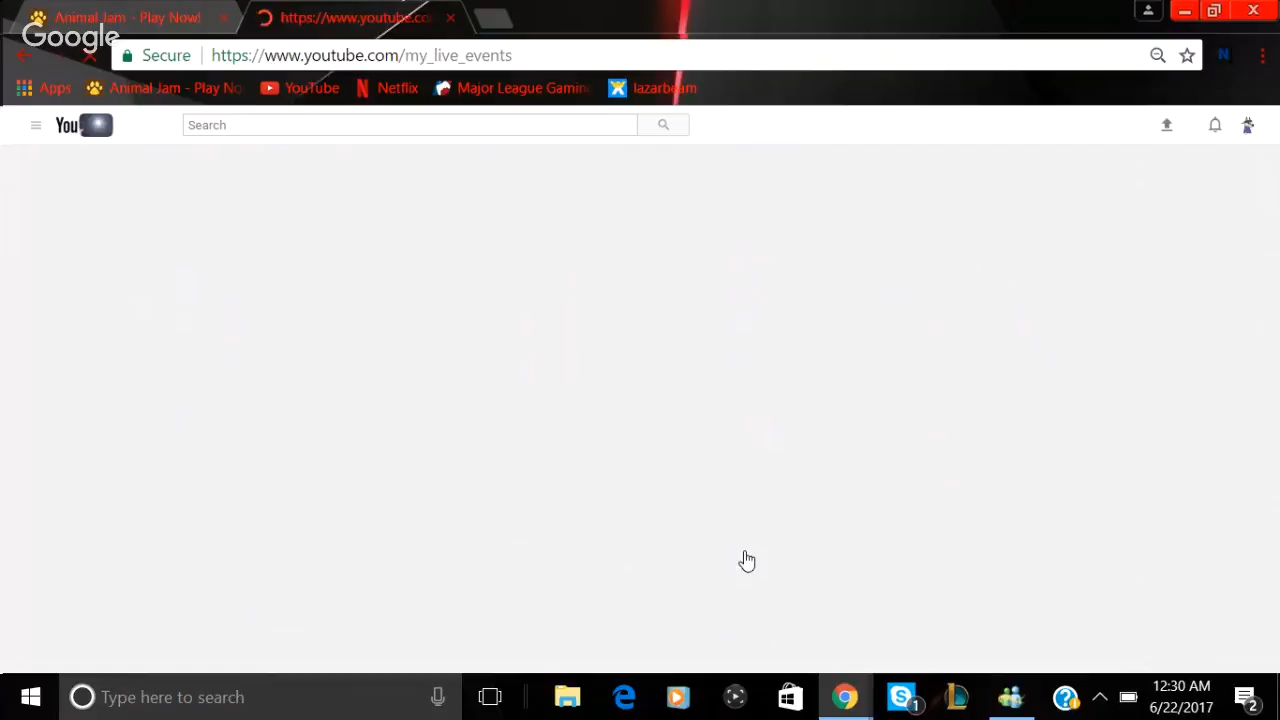 Animal Jam - Play Now!
https://www.youtube.co
Google
Secure
https://www.youtube.com/my_live_events
N
Apps
Animal Jam - Play No
YouTube
Netflix
Major League Gamin
lazarbeam
You
Search
Type here to search
1
12:30 AM
6/22/2017
2